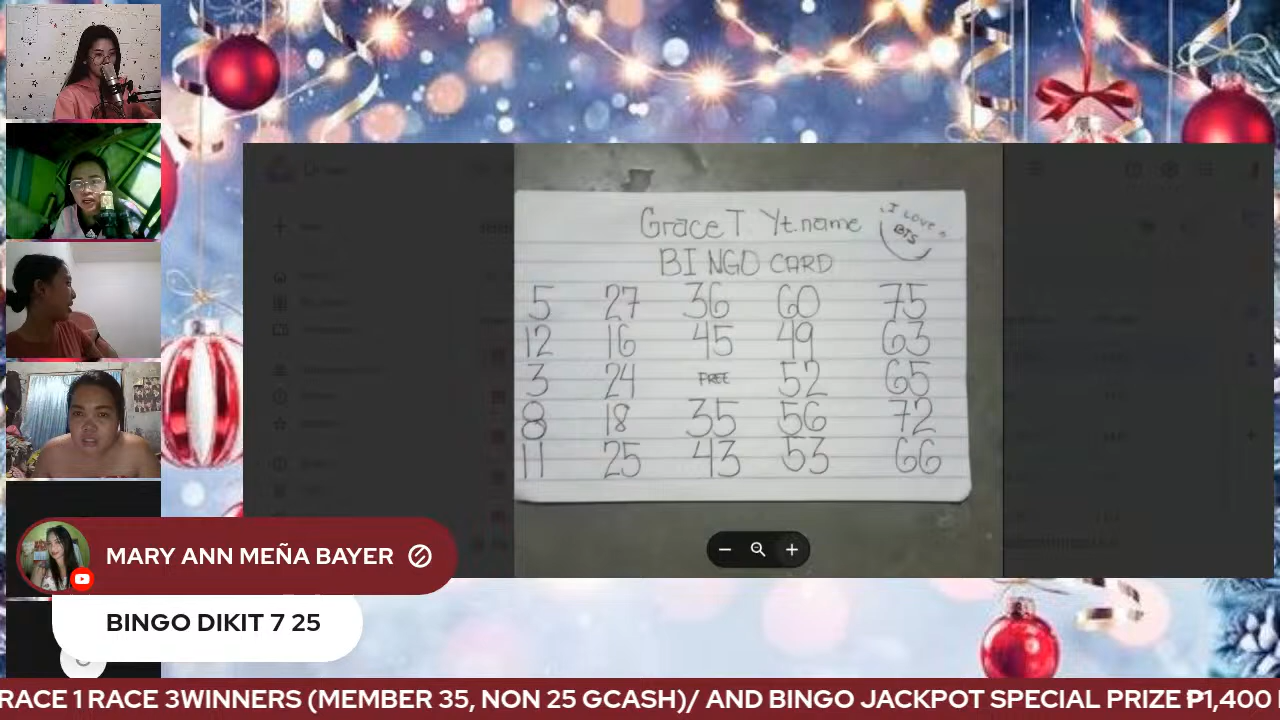 Grace T Yt.name
I LOVE
BTS
BINGO CARD
5 27 36 60 75
12 16 45 49 63
3 24 FREE 52 65
8 18 35 56 72
11 25 43 53 66
MARY ANN MEÑA BAYER
BINGO DIKIT 7 25
RACE 1 RACE 3WINNERS (MEMBER 35, NON 25 GCASH)/ AND BINGO JACKPOT SPECIAL PRIZE ₱1,400